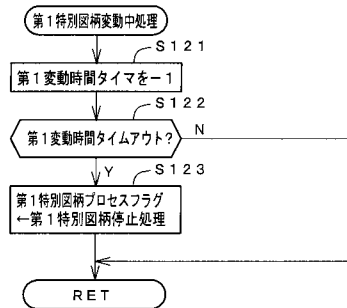 第1特別図柄変動中処理
S121
第1変動時間タイマを－1
S122
第1変動時間タイムアウト?
N
Y
S123
第1特別図柄プロセスフラグ
←第1特別図柄停止処理
RET